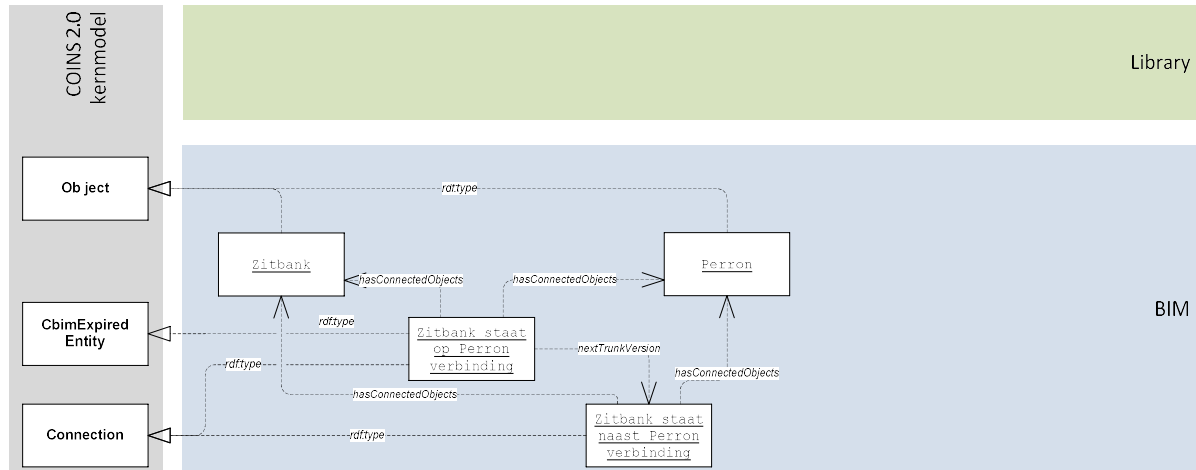 COINS 2.0
kernmodel
Library
Ob ject
rdf.type
Zitbank
Perron
hasConnectedObjects
hasConnectedObjects
CbimExpired
Entity
BIM
rdf.type
Zitbank staat
op Perron
verbinding
nextTrunkVersion
rdf.type
hasConnectedObjects
hasConnectedObjects
Connection
rdf.type
Zitbank staat
naast Perron
verbinding